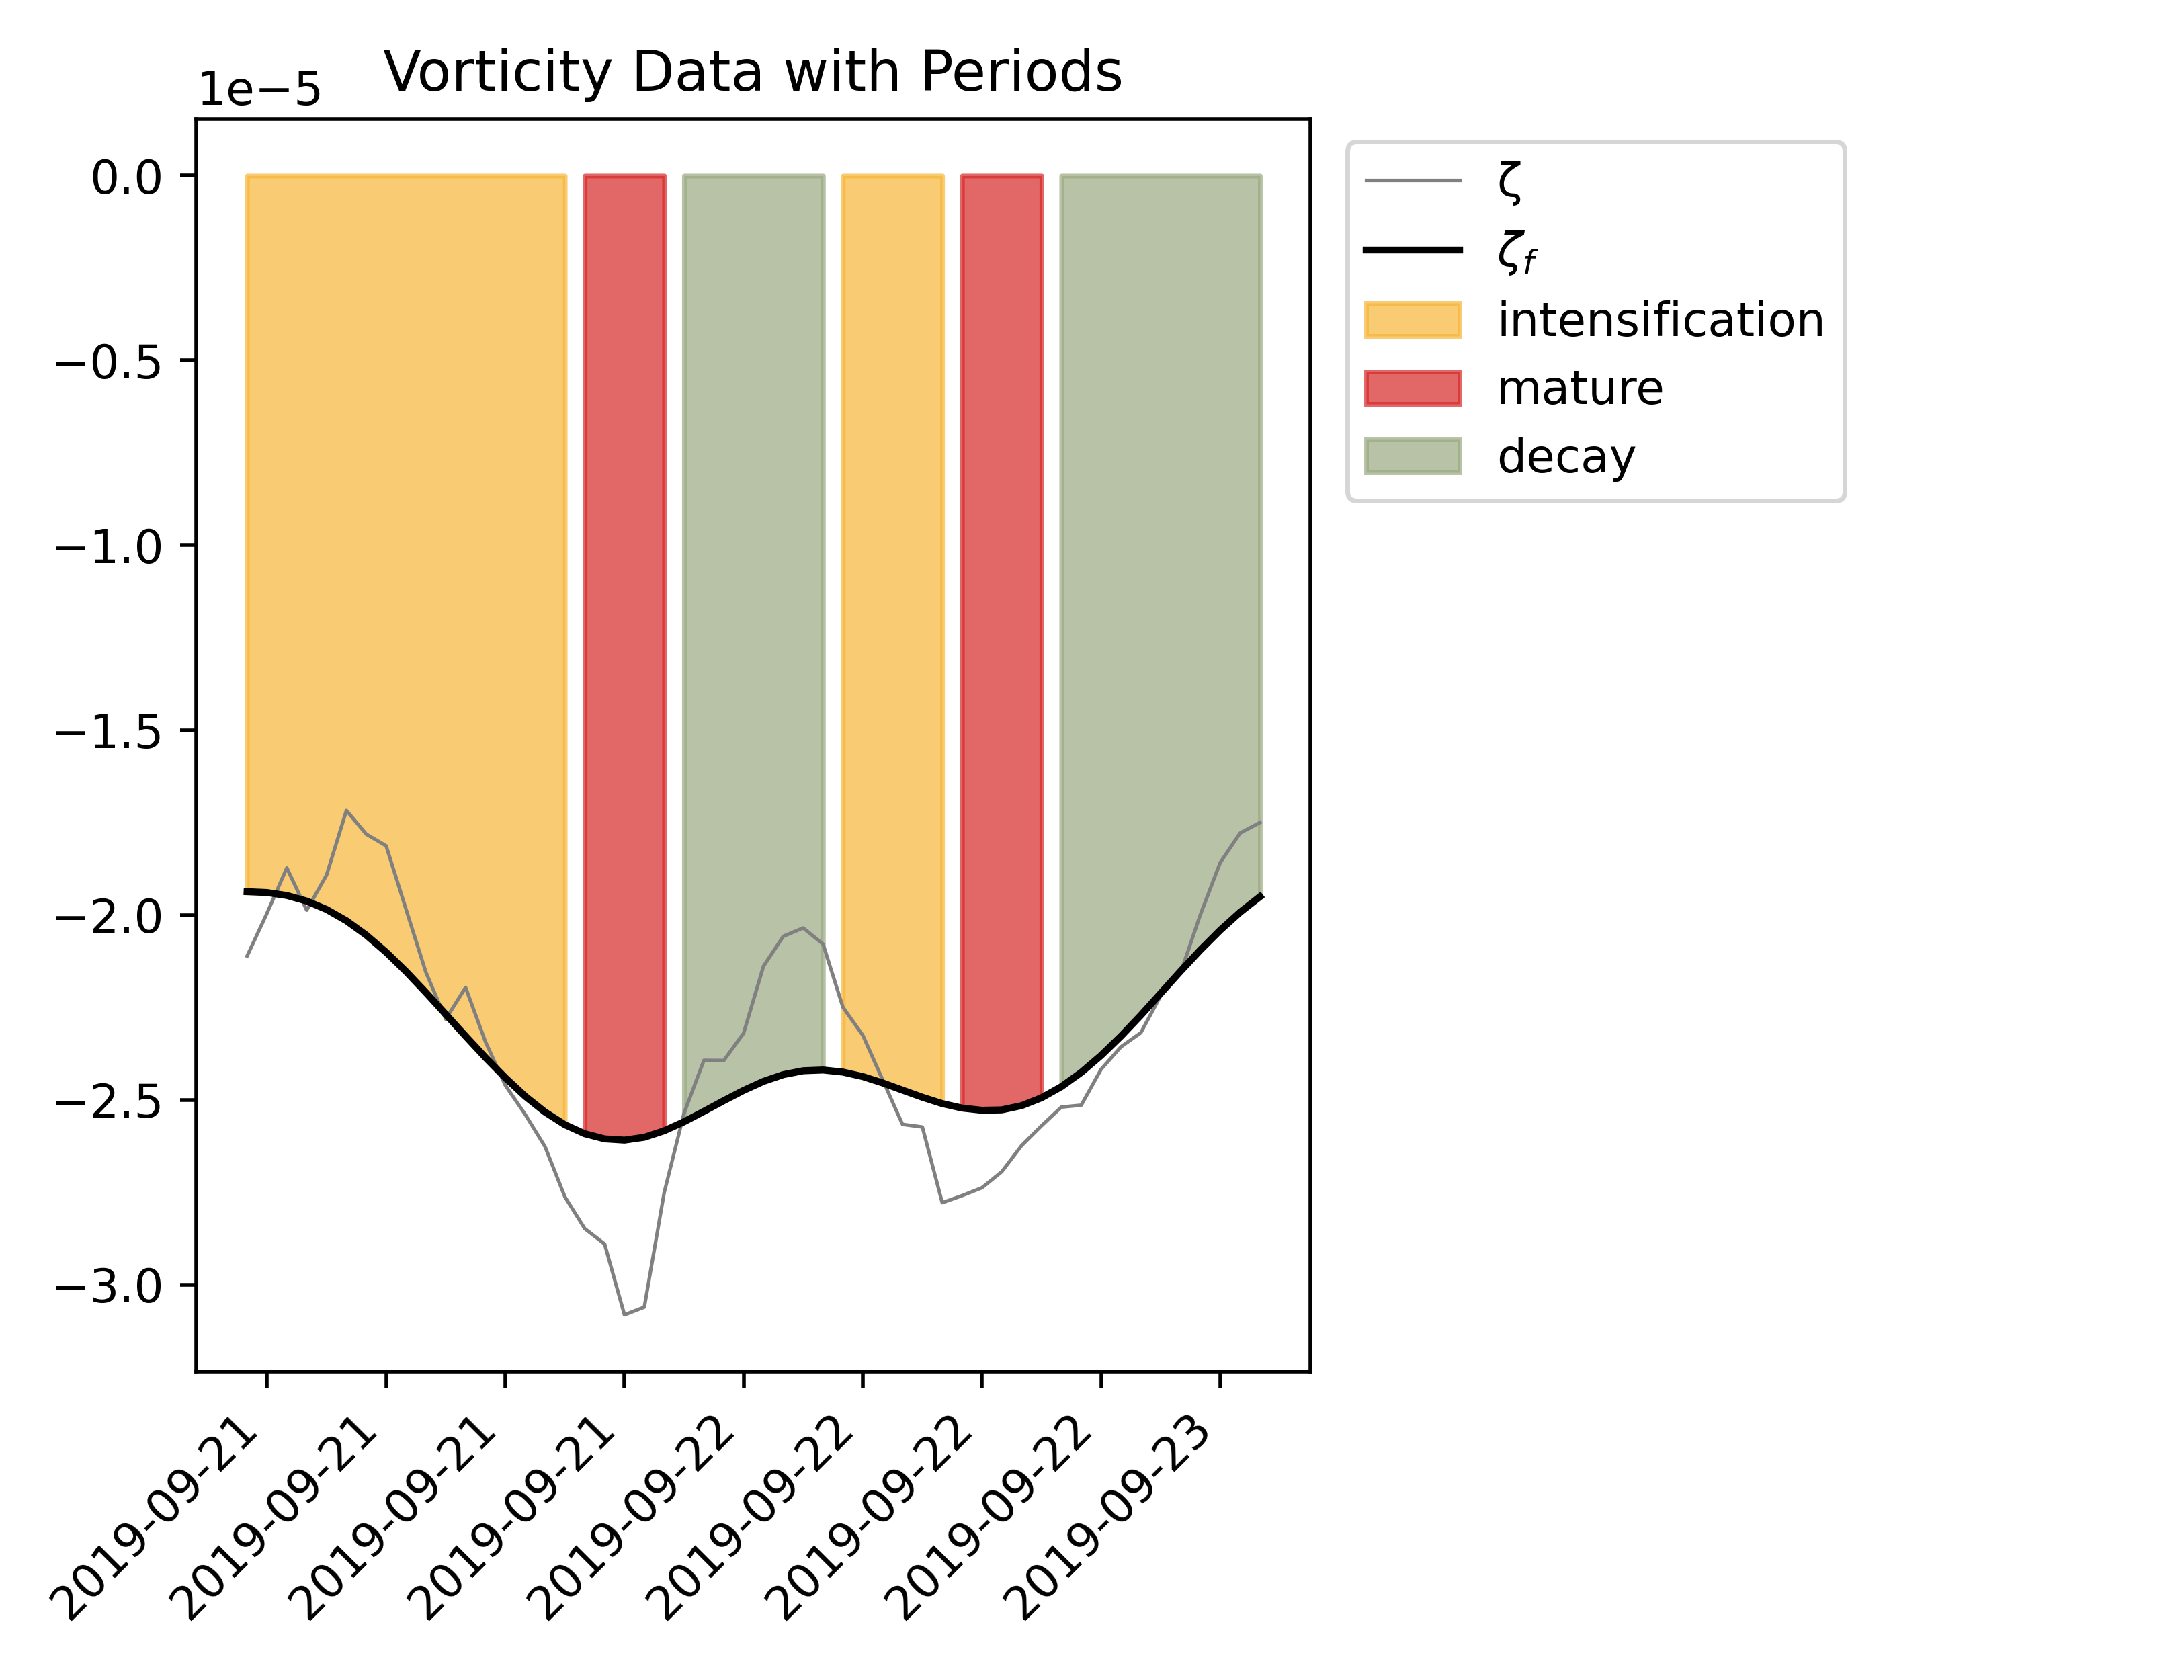 Vorticity Data with Periods
1e−5
0.0
−0.5
−1.0
−1.5
−2.0
−2.5
−3.0
2019-09-21
2019-09-21
2019-09-21
2019-09-21
2019-09-22
2019-09-22
2019-09-22
2019-09-22
2019-09-23
ζ
ζf
intensification
mature
decay